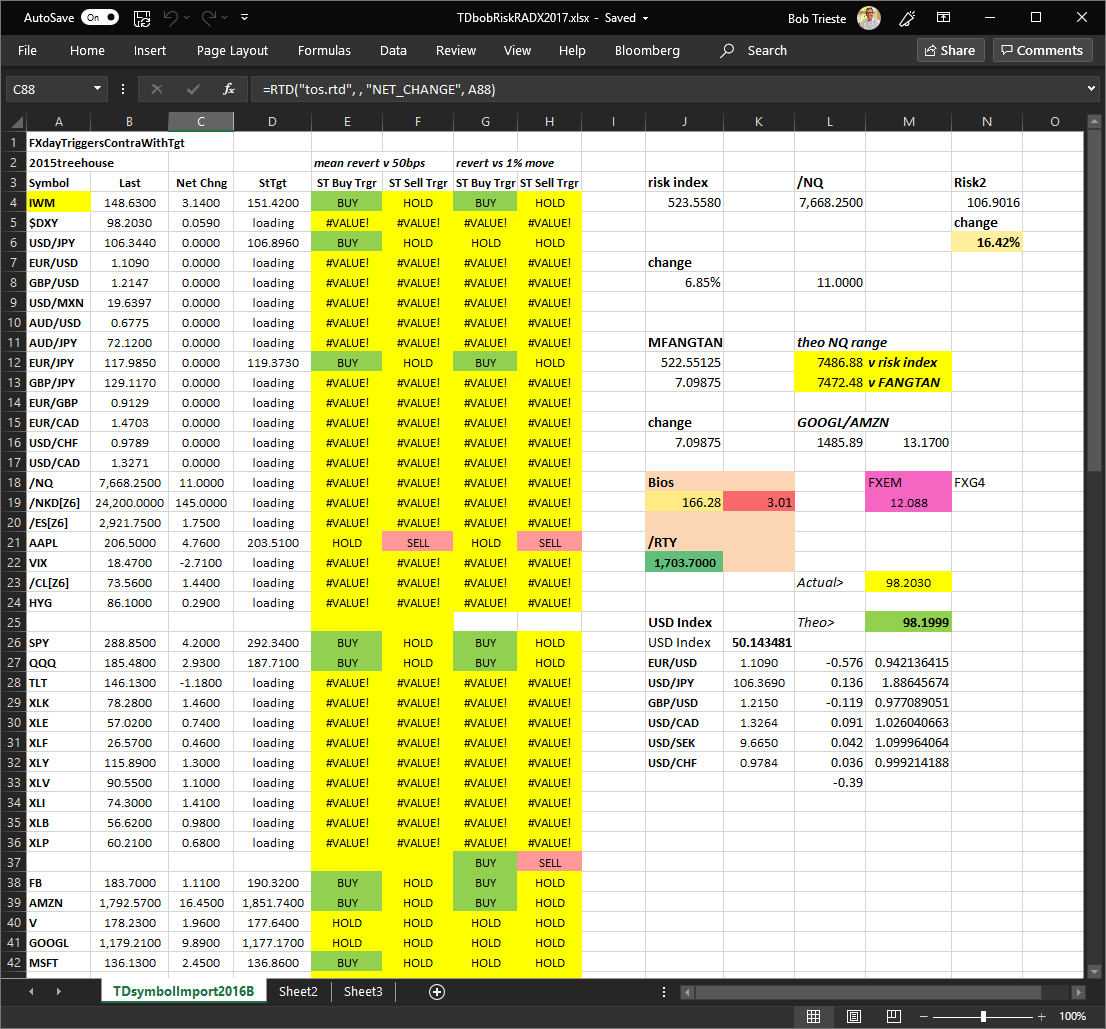 AutoSave On TDbobRiskRADX2017.xlsx - Saved Bob Trieste
File Home Insert Page Layout Formulas Data Review View Help Bloomberg Search Share Comments
C88 fx =RTD("tos.rtd", , "NET_CHANGE", A88)
A B C D E F G H I J K L M N O
1 FXdayTriggersContraWithTgt
2 2015treehouse mean revert v 50bps revert vs 1% move
3 Symbol Last Net Chng StTgt ST Buy Trgr ST Sell Trgr ST Buy Trgr ST Sell Trgr risk index /NQ Risk2
4 IWM 148.6300 3.1400 151.4200 BUY HOLD BUY HOLD 523.5580 7,668.2500 106.9016
5 $DXY 98.2030 0.0590 loading #VALUE! #VALUE! #VALUE! #VALUE! change
6 USD/JPY 106.3440 0.0000 106.8960 BUY HOLD HOLD HOLD 16.42%
7 EUR/USD 1.1090 0.0000 loading #VALUE! #VALUE! #VALUE! #VALUE! change
8 GBP/USD 1.2147 0.0000 loading #VALUE! #VALUE! #VALUE! #VALUE! 6.85% 11.0000
9 USD/MXN 19.6397 0.0000 loading #VALUE! #VALUE! #VALUE! #VALUE!
10 AUD/USD 0.6775 0.0000 loading #VALUE! #VALUE! #VALUE! #VALUE!
11 AUD/JPY 72.1200 0.0000 loading #VALUE! #VALUE! #VALUE! #VALUE! MFANGTAN theo NQ range
12 EUR/JPY 117.9850 0.0000 119.3730 BUY HOLD BUY HOLD 522.55125 7486.88 v risk index
13 GBP/JPY 129.1170 0.0000 loading #VALUE! #VALUE! #VALUE! #VALUE! 7.09875 7472.48 v FANGTAN
14 EUR/GBP 0.9129 0.0000 loading #VALUE! #VALUE! #VALUE! #VALUE!
15 EUR/CAD 1.4703 0.0000 loading #VALUE! #VALUE! #VALUE! #VALUE! change GOOGL/AMZN
16 USD/CHF 0.9789 0.0000 loading #VALUE! #VALUE! #VALUE! #VALUE! 7.09875 1485.89 13.1700
17 USD/CAD 1.3271 0.0000 loading #VALUE! #VALUE! #VALUE! #VALUE!
18 /NQ 7,668.2500 11.0000 loading #VALUE! #VALUE! #VALUE! #VALUE! Bios FXEM FXG4
19 /NKD[Z6] 24,200.0000 145.0000 loading #VALUE! #VALUE! #VALUE! #VALUE! 166.28 3.01 12.088
20 /ES[Z6] 2,921.7500 1.7500 loading #VALUE! #VALUE! #VALUE! #VALUE!
21 AAPL 206.5000 4.7600 203.5100 HOLD SELL HOLD SELL /RTY
22 VIX 18.4700 -2.7100 loading #VALUE! #VALUE! #VALUE! #VALUE! 1,703.7000
23 /CL[Z6] 73.5600 1.4400 loading #VALUE! #VALUE! #VALUE! #VALUE! Actual> 98.2030
24 HYG 86.1000 0.2900 loading #VALUE! #VALUE! #VALUE! #VALUE!
25 USD Index Theo> 98.1999
26 SPY 288.8500 4.2000 292.3400 BUY HOLD BUY HOLD USD Index 50.143481
27 QQQ 185.4800 2.9300 187.7100 BUY HOLD BUY HOLD EUR/USD 1.1090 -0.576 0.942136415
28 TLT 146.1300 -1.1800 loading #VALUE! #VALUE! #VALUE! #VALUE! USD/JPY 106.3690 0.136 1.88645674
29 XLK 78.2800 1.4600 loading #VALUE! #VALUE! #VALUE! #VALUE! GBP/USD 1.2150 -0.119 0.977089051
30 XLE 57.0200 0.7400 loading #VALUE! #VALUE! #VALUE! #VALUE! USD/CAD 1.3264 0.091 1.026040663
31 XLF 26.5700 0.4600 loading #VALUE! #VALUE! #VALUE! #VALUE! USD/SEK 9.6650 0.042 1.099964064
32 XLY 115.8900 1.3000 loading #VALUE! #VALUE! #VALUE! #VALUE! USD/CHF 0.9784 0.036 0.999214188
33 XLV 90.5500 1.1000 loading #VALUE! #VALUE! #VALUE! #VALUE! -0.39
34 XLI 74.3000 1.4100 loading #VALUE! #VALUE! #VALUE! #VALUE!
35 XLB 56.6200 0.9800 loading #VALUE! #VALUE! #VALUE! #VALUE!
36 XLP 60.2100 0.6800 loading #VALUE! #VALUE! #VALUE! #VALUE!
37 BUY SELL
38 FB 183.7000 1.1100 190.3200 BUY HOLD BUY HOLD
39 AMZN 1,792.5700 16.4500 1,851.7400 BUY HOLD BUY HOLD
40 V 178.2300 1.9600 177.6400 HOLD HOLD HOLD HOLD
41 GOOGL 1,179.2100 9.8900 1,177.1700 HOLD HOLD HOLD HOLD
42 MSFT 136.1300 2.4500 136.8600 BUY HOLD HOLD HOLD
TDsymbolImport2016B Sheet2 Sheet3
100%